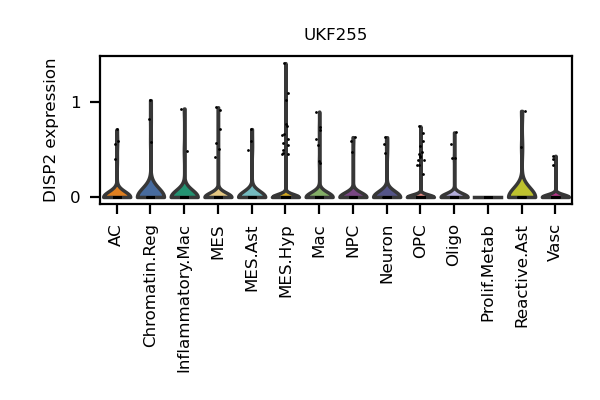 UKF255
DISP2 expression
1
0
AC
Chromatin.Reg
Inflammatory.Mac
MES
MES.Ast
MES.Hyp
Mac
NPC
Neuron
OPC
Oligo
Prolif.Metab
Reactive.Ast
Vasc